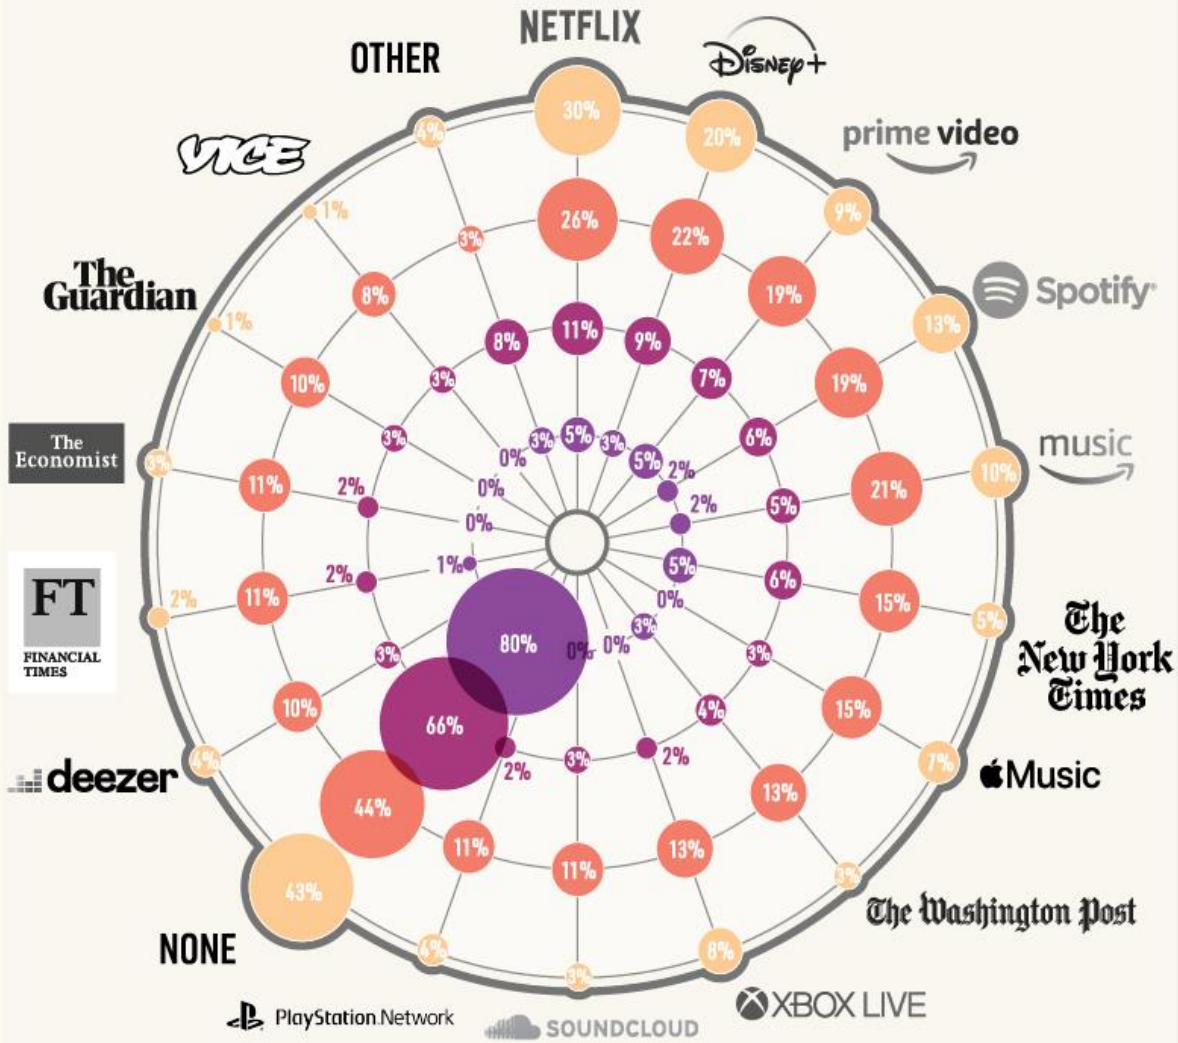 NETFLIX
OTHER
Disney+
30%
4%
20%
prime video
VICE
1%
9%
26%
3%
22%
The
Guardian
8%
19%
Spotify
1%
13%
8%
11%
9%
10%
3%
7%
19%
The
Economist
3%
3%
5%
3%
6%
music
3%
0%
5%
2%
10%
11%
2%
0%
2%
5%
21%
0%
FT
FINANCIAL
TIMES
2%
11%
2%
1%
5%
6%
15%
5%
0%
The
New York
Times
3%
80%
0%
0%
3%
3%
10%
66%
4%
15%
deezer
4%
2%
3%
2%
7%
Music
44%
13%
11%
11%
13%
43%
3%
The Washington Post
NONE
4%
3%
8%
PlayStation Network
SOUNDCLOUD
XBOX LIVE